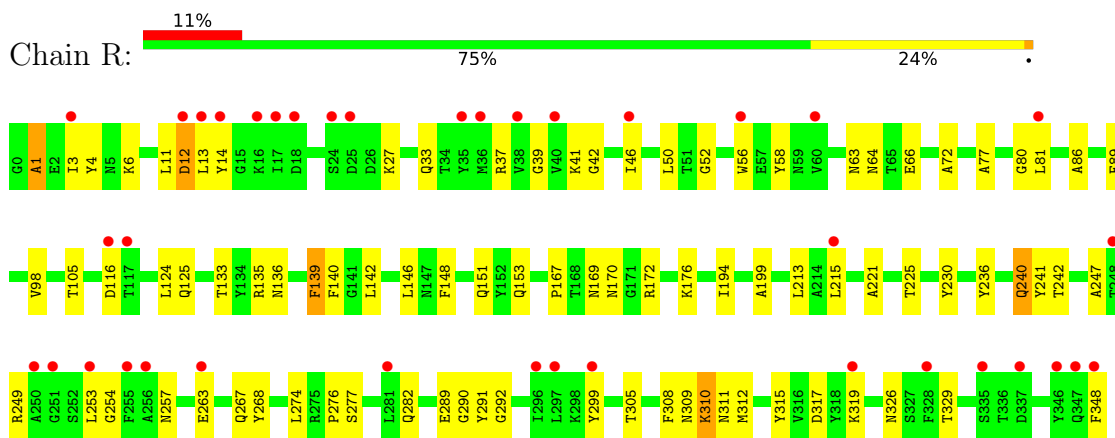 11%
Chain R:
75% 24% •
G0 A1 E2 I3 Y4 N5 K6 L11 D12 L13 Y14 G15 K16 I17 D18 S24 D25 D26 K27 Q33 T34 Y35 M36 R37 V38 G39 V40 K41 G42 I46 L50 T51 G52 W56 E57 Y58 N59 V60 N63 N64 T65 E66 A72 A77 G80 L81 A86
V98 T105 D116 T117 L124 Q125 T133 Y134 R135 N136 F139 F140 G141 L142 L146 N147 F148 Q151 Y152 Q153 P167 T168 N169 N170 G171 R172 K176 I194 A199 L213 A214 L215 A221 T225 Y230 Y236 Q240 Y241 T242 A247 T248
R249 A250 G251 S252 L253 G254 F255 A256 N257 E263 Q267 Y268 L274 R275 P276 S277 L281 Q282 E289 G290 Y291 G292 I296 L297 K298 Y299 T305 F308 N309 K310 N311 M312 Y315 V316 D317 Y318 K319 N326 S327 F328 T329 S335 T336 D337 Y346 Q347 F348